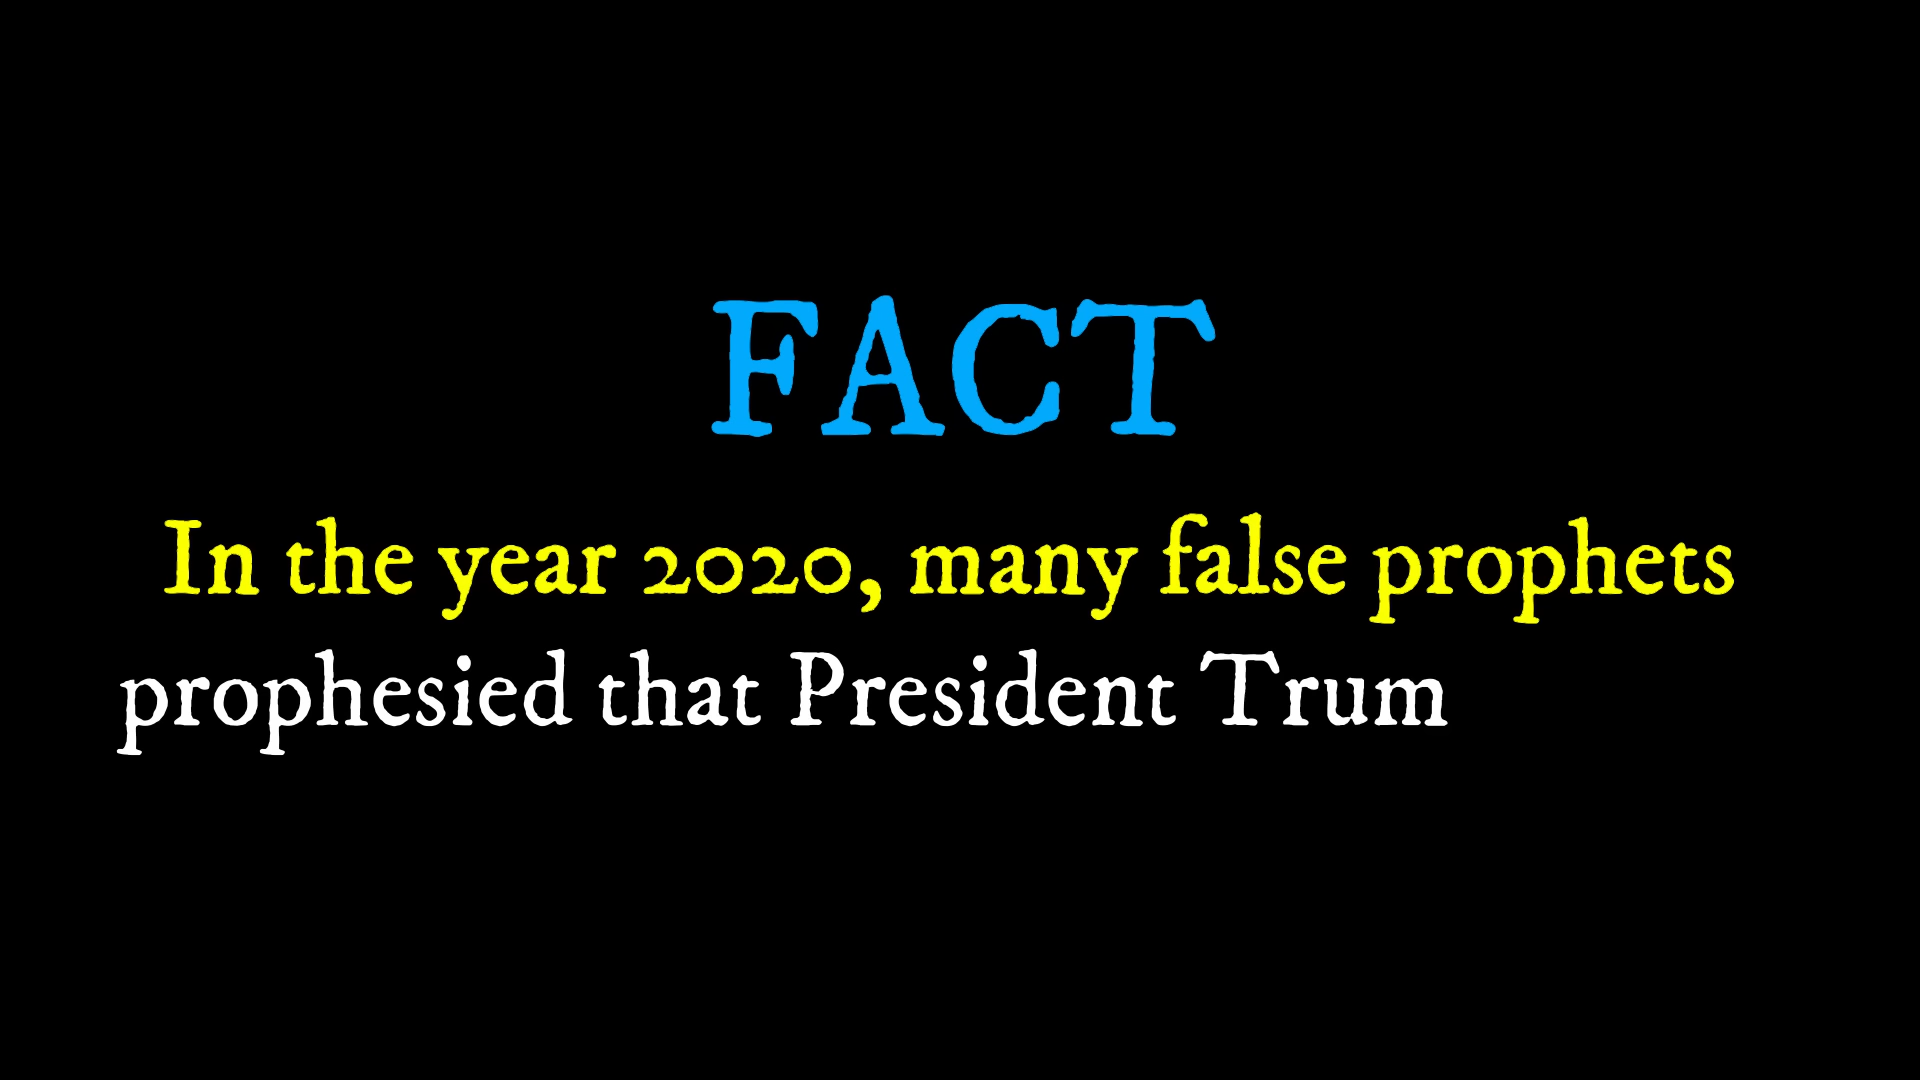 FACT
In the year 2020, many false prophets
prophesied that President Trum